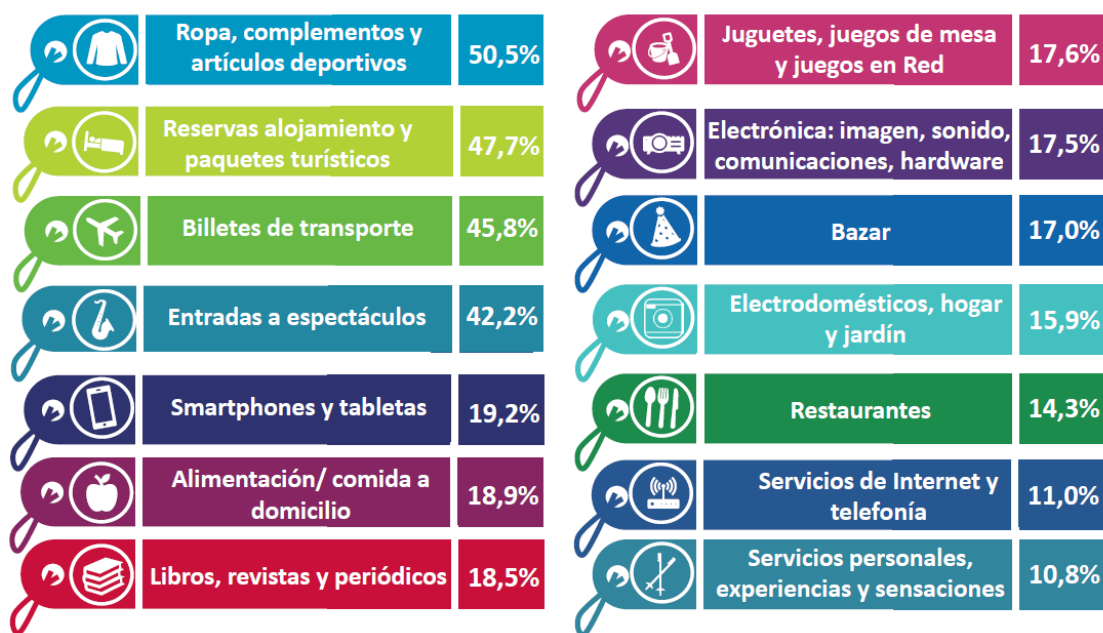 Ropa, complementos y
artículos deportivos
50,5%
Reservas alojamiento y
paquetes turísticos
47,7%
Billetes de transporte
45,8%
Entradas a espectáculos
42,2%
Smartphones y tabletas
19,2%
Alimentación/ comida a
domicilio
18,9%
Libros, revistas y periódicos
18,5%
Juguetes, juegos de mesa
y juegos en Red
17,6%
Electrónica: imagen, sonido,
comunicaciones, hardware
17,5%
Bazar
17,0%
Electrodomésticos, hogar
y jardín
15,9%
Restaurantes
14,3%
Servicios de Internet y
telefonía
11,0%
Servicios personales,
experiencias y sensaciones
10,8%